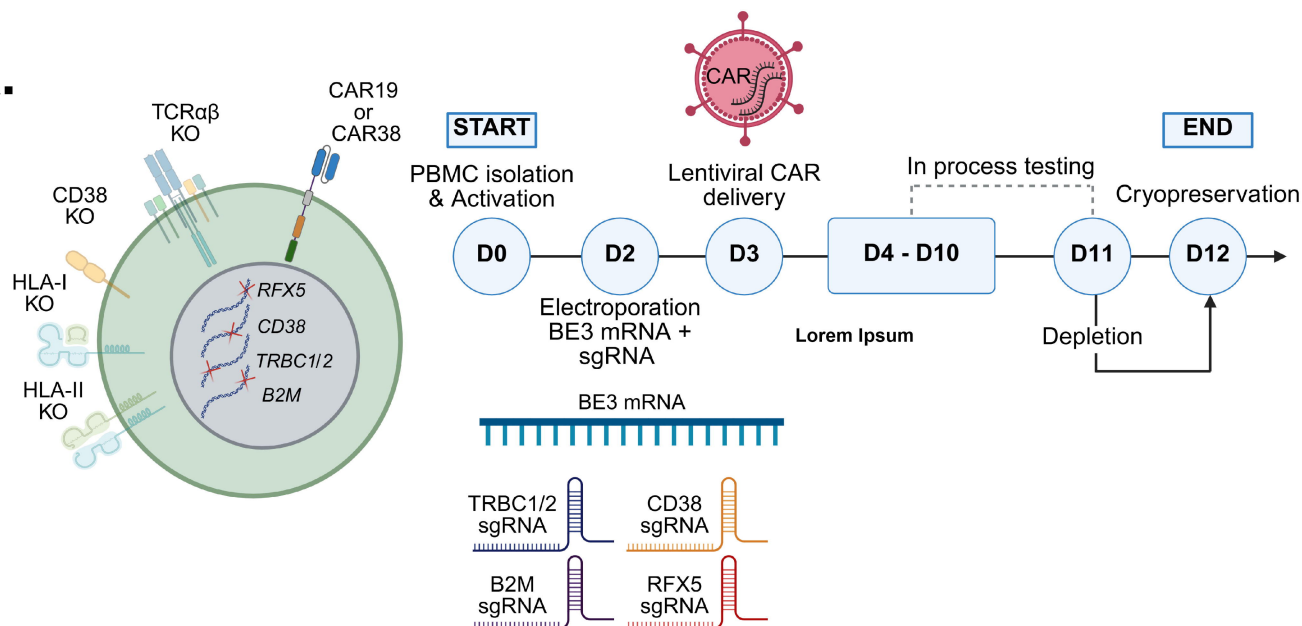 TCRαβ
KO
CAR19
or
CAR38
CD38
KO
HLA-I
KO
HLA-II
KO
RFX5
CD38
TRBC1/2
B2M
CAR
START
END
PBMC isolation
& Activation
Lentiviral CAR
delivery
In process testing
Cryopreservation
D0
D2
D3
D4 - D10
D11
D12
Electroporation
BE3 mRNA +
sgRNA
Lorem Ipsum
Depletion
BE3 mRNA
TRBC1/2
sgRNA
CD38
sgRNA
B2M
sgRNA
RFX5
sgRNA